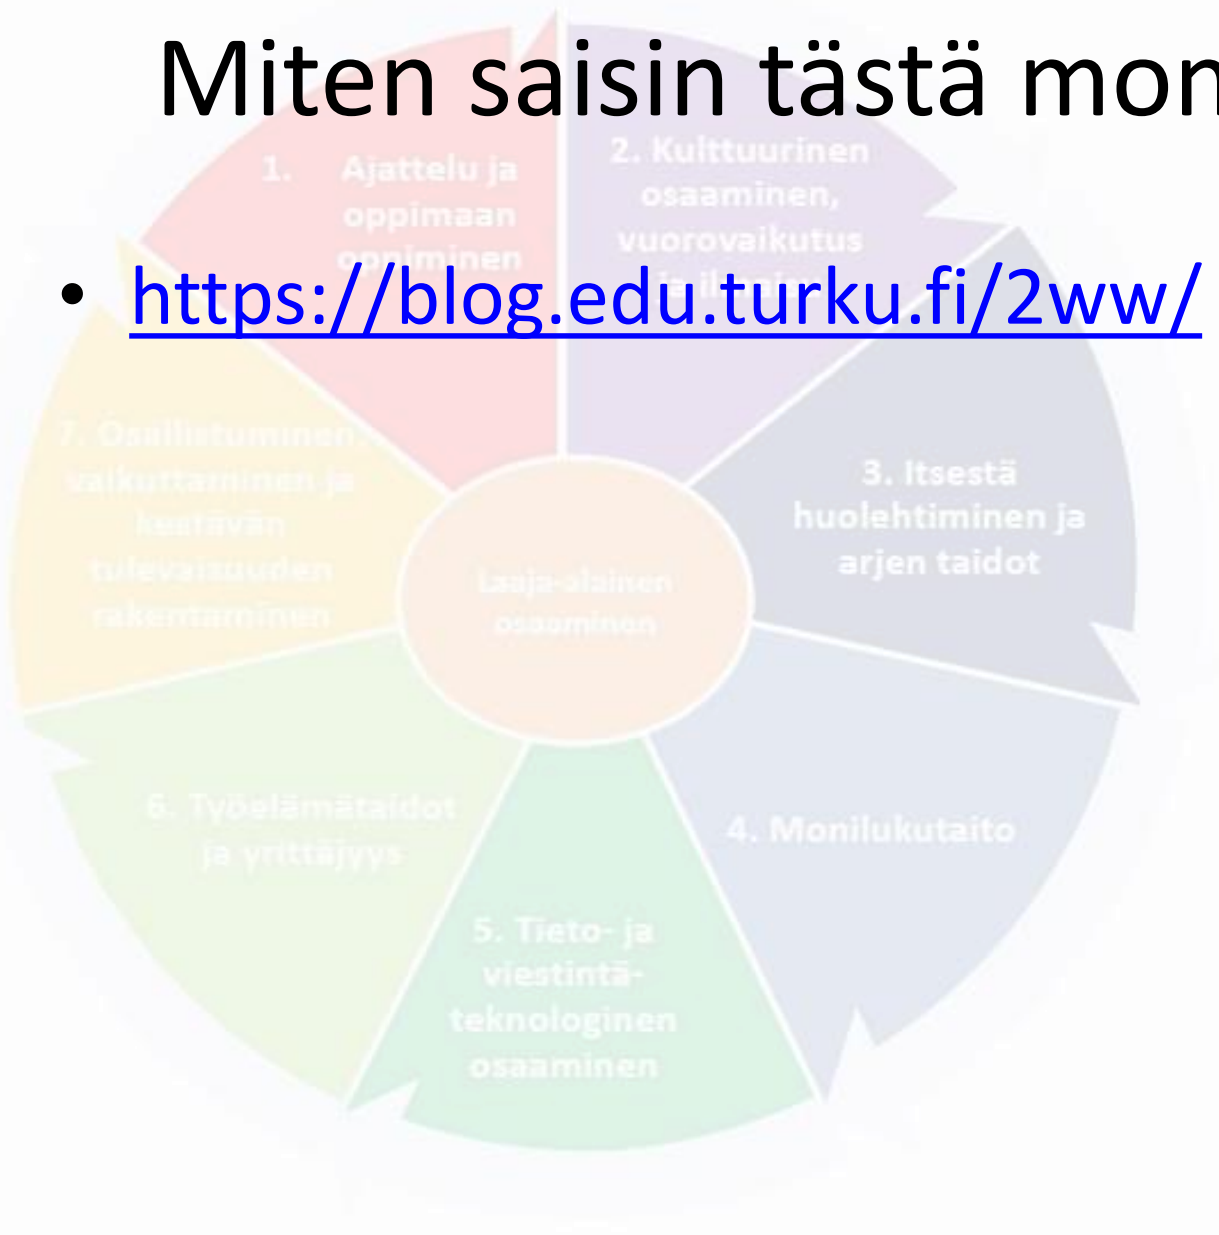 Miten saisin tästä mon
1. Ajattelu ja
oppimaan
oppiminen
2. Kulttuurinen
osaaminen,
vuorovaikutus
ja
• https://blog.edu.turku.fi/2ww/
3. Itsestä
huolehtiminen ja
arjen taidot
4. Monilukutaito
5. Tieto- ja
viestintä-
teknologinen
osaaminen
6. Työelämätaidot
ja yrittäjyys
7. Osallistuminen,
vaikuttaminen ja
kestävän
tulevaisuuden
rakentaminen
Laaja-alainen
osaaminen